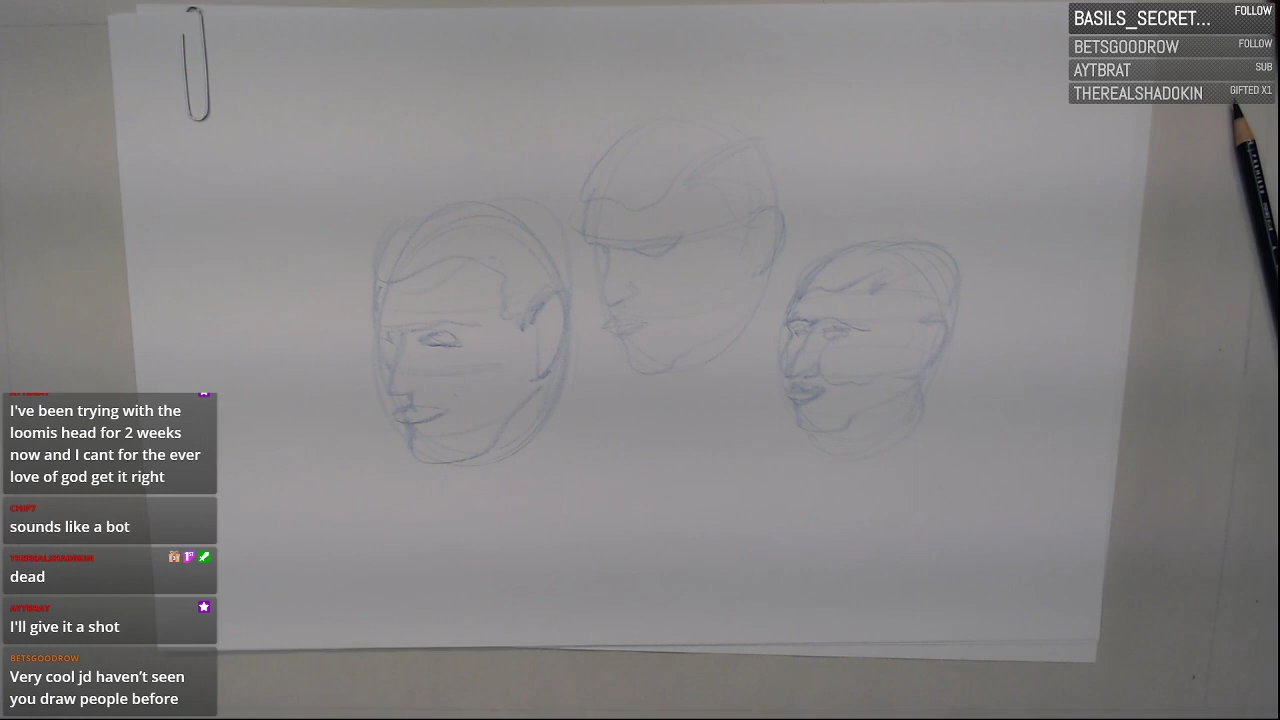 BASILS_SECRET... FOLLOW
BETSGOODROW FOLLOW
AYTBRAT SUB
THEREALSHADOKIN GIFTED X1
I've been trying with the
loomis head for 2 weeks
now and I cant for the ever
love of god get it right
sounds like a bot
THEREALSHADOKIN
dead
AYTBRAT
I'll give it a shot
BETSGOODROW
Very cool jd haven't seen
you draw people before